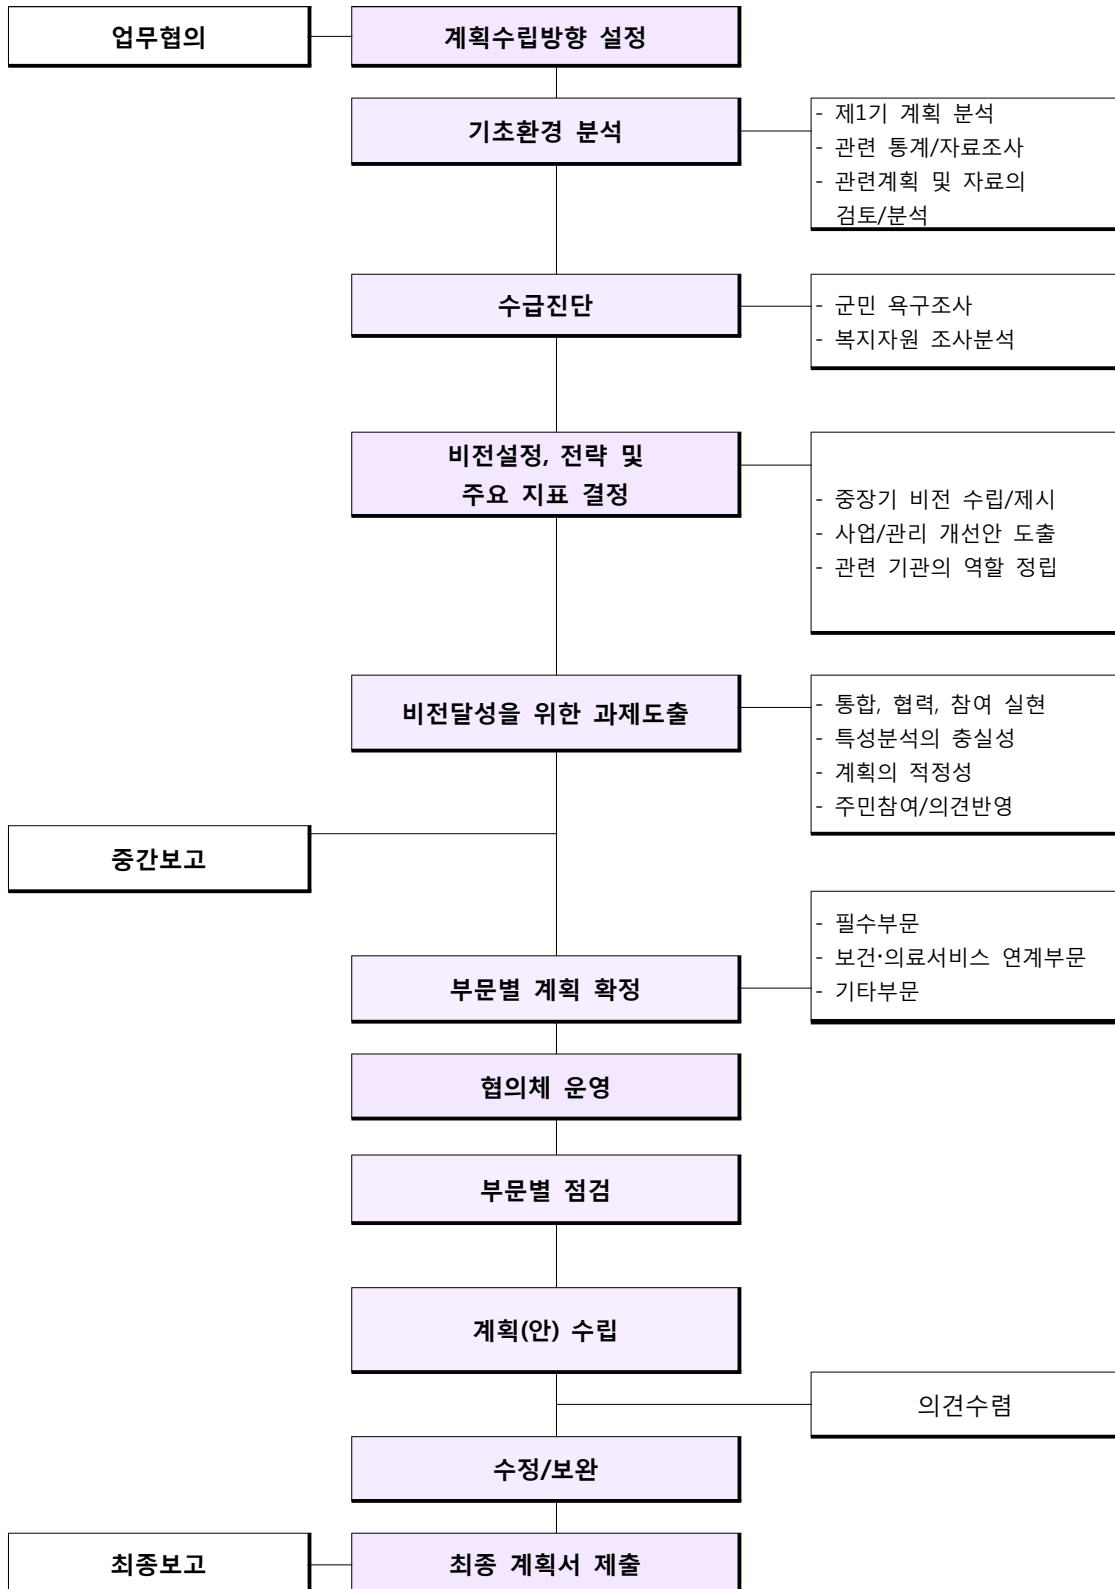 업무협의
계획수립방향 설정
기초환경 분석
- 제1기 계획 분석
- 관련 통계/자료조사
- 관련계획 및 자료의
검토/분석
수급진단
- 군민 욕구조사
- 복지자원 조사분석
비전설정, 전략 및
주요 지표 결정
- 중장기 비전 수립/제시
- 사업/관리 개선안 도출
- 관련 기관의 역할 정립
비전달성을 위한 과제도출
- 통합, 협력, 참여 실현
- 특성분석의 충실성
- 계획의 적정성
- 주민참여/의견반영
중간보고
- 필수부문
- 보건·의료서비스 연계부문
- 기타부문
부문별 계획 확정
협의체 운영
부문별 점검
계획(안) 수립
의견수렴
수정/보완
최종보고
최종 계획서 제출